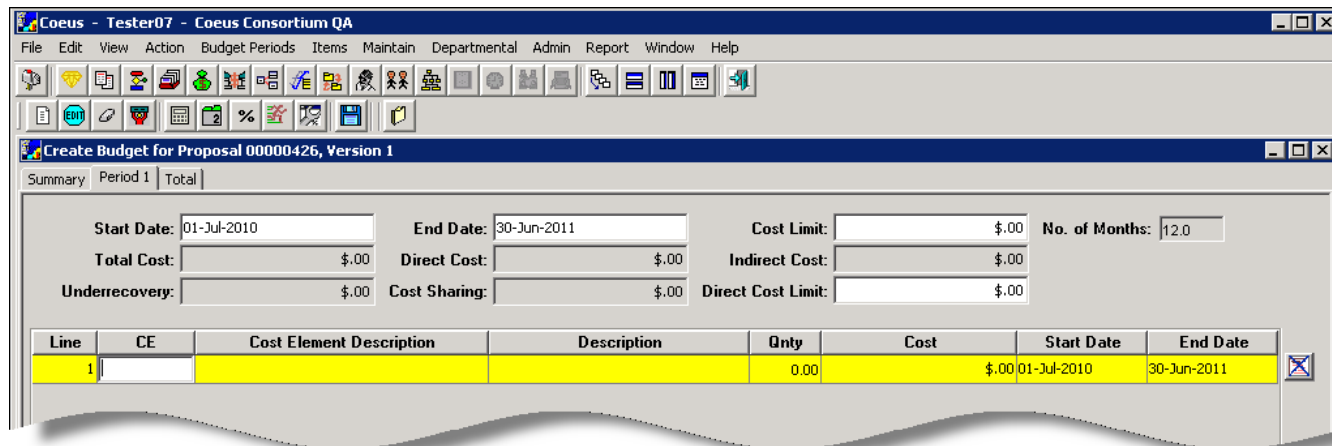 Coeus - Tester07 - Coeus Consortium QA
File Edit View Action Budget Periods Items Maintain Departmental Admin Report Window Help
EDIT 2 %
Create Budget for Proposal 00000426, Version 1
Summary Period 1 Total
Start Date: 01-Jul-2010 End Date: 30-Jun-2011 Cost Limit: $.00 No. of Months: 12.0
Total Cost: $.00 Direct Cost: $.00 Indirect Cost: $.00
Underrecovery: $.00 Cost Sharing: $.00 Direct Cost Limit: $.00
Line CE Cost Element Description Description Qnty Cost Start Date End Date
1 0.00 $.00 01-Jul-2010 30-Jun-2011